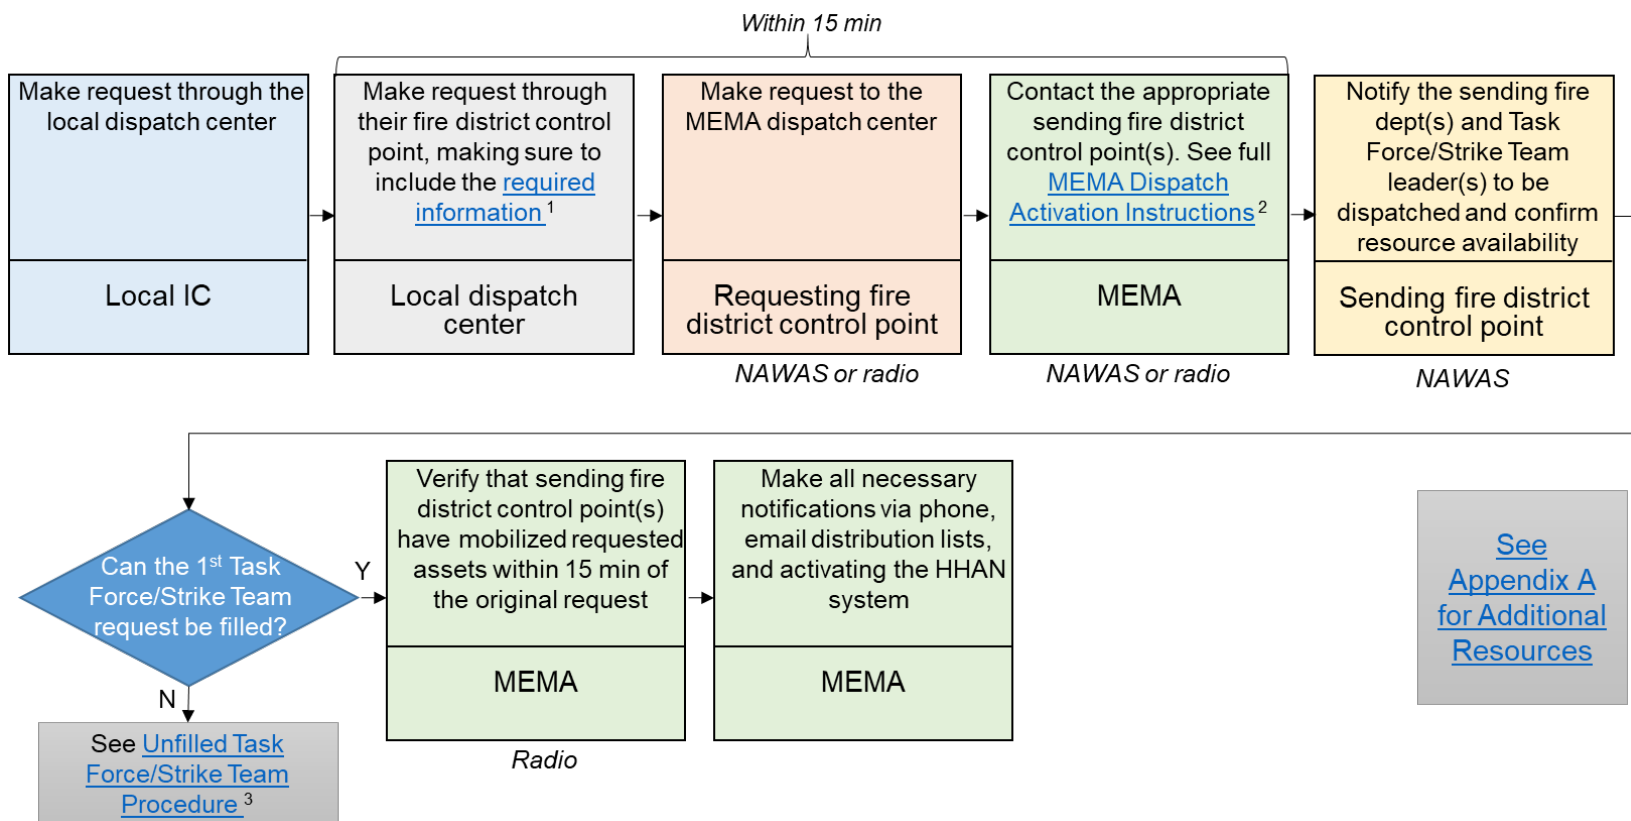 Within 15 min
Make request through the
local dispatch center
Local IC
Make request through
their fire district control
point, making sure to
include the required
information 1
Local dispatch
center
Make request to the
MEMA dispatch center
Requesting fire
district control point
NAWAS or radio
Contact the appropriate
sending fire district
control point(s). See full
MEMA Dispatch
Activation Instructions 2
MEMA
NAWAS or radio
Notify the sending fire
dept(s) and Task
Force/Strike Team
leader(s) to be
dispatched and confirm
resource availability
Sending fire district
control point
NAWAS
Can the 1st Task
Force/Strike Team
request be filled?
Y
N
See Unfilled Task
Force/Strike Team
Procedure 3
Verify that sending fire
district control point(s)
have mobilized requested
assets within 15 min of
the original request
MEMA
Radio
Make all necessary
notifications via phone,
email distribution lists,
and activating the HHAN
system
MEMA
See
Appendix A
for Additional
Resources